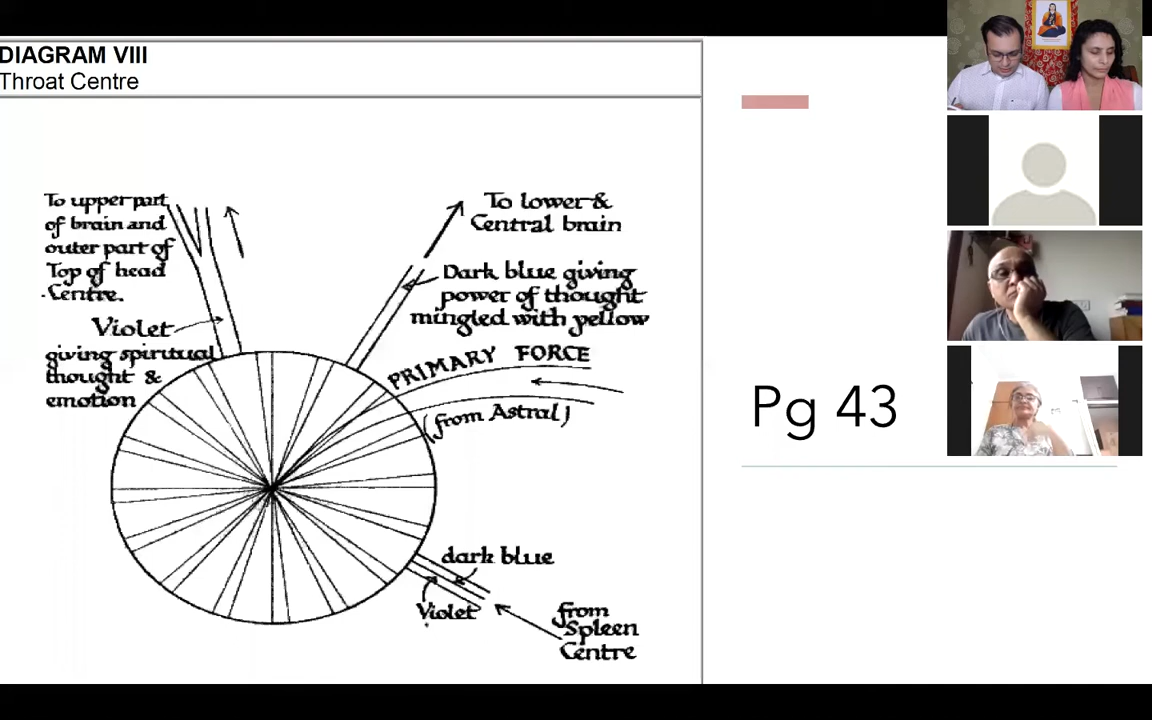 DIAGRAM VIII
Throat Centre
To upper part
of brain and
outer part of
Top of head
Centre.
Violet
giving spiritual
thought &
emotion
To lower &
Central brain
Dark blue giving
power of thought
mingled with yellow
PRIMARY FORCE
(from Astral)
dark blue
Violet
from
Spleen
Centre
Pg 43